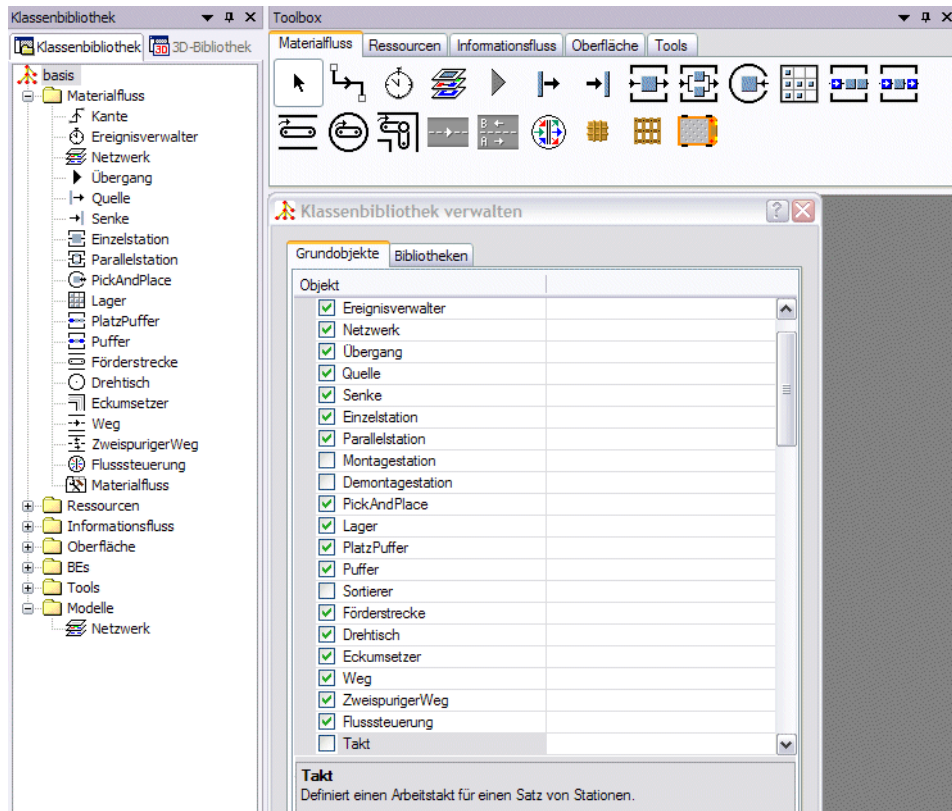 Klassenbibliothek
Klassenbibliothek 3D-Bibliothek
basis
Materialfluss
Kante
Ereignisverwalter
Netzwerk
Übergang
Quelle
Senke
Einzelstation
Parallelstation
PickAndPlace
Lager
PlatzPuffer
Puffer
Förderstrecke
Drehtisch
Eckumsetzer
Weg
ZweispurigerWeg
Flusssteuerung
Materialfluss
Ressourcen
Informationsfluss
Oberfläche
BEs
Tools
Modelle
Netzwerk
Toolbox
Materialfluss Ressourcen Informationsfluss Oberfläche Tools
B
A
Klassenbibliothek verwalten
Grundobjekte Bibliotheken
Objekt
Ereignisverwalter
Netzwerk
Übergang
Quelle
Senke
Einzelstation
Parallelstation
Montagestation
Demontagestation
PickAndPlace
Lager
PlatzPuffer
Puffer
Sortierer
Förderstrecke
Drehtisch
Eckumsetzer
Weg
ZweispurigerWeg
Flusssteuerung
Takt
Takt
Definiert einen Arbeitstakt für einen Satz von Stationen.